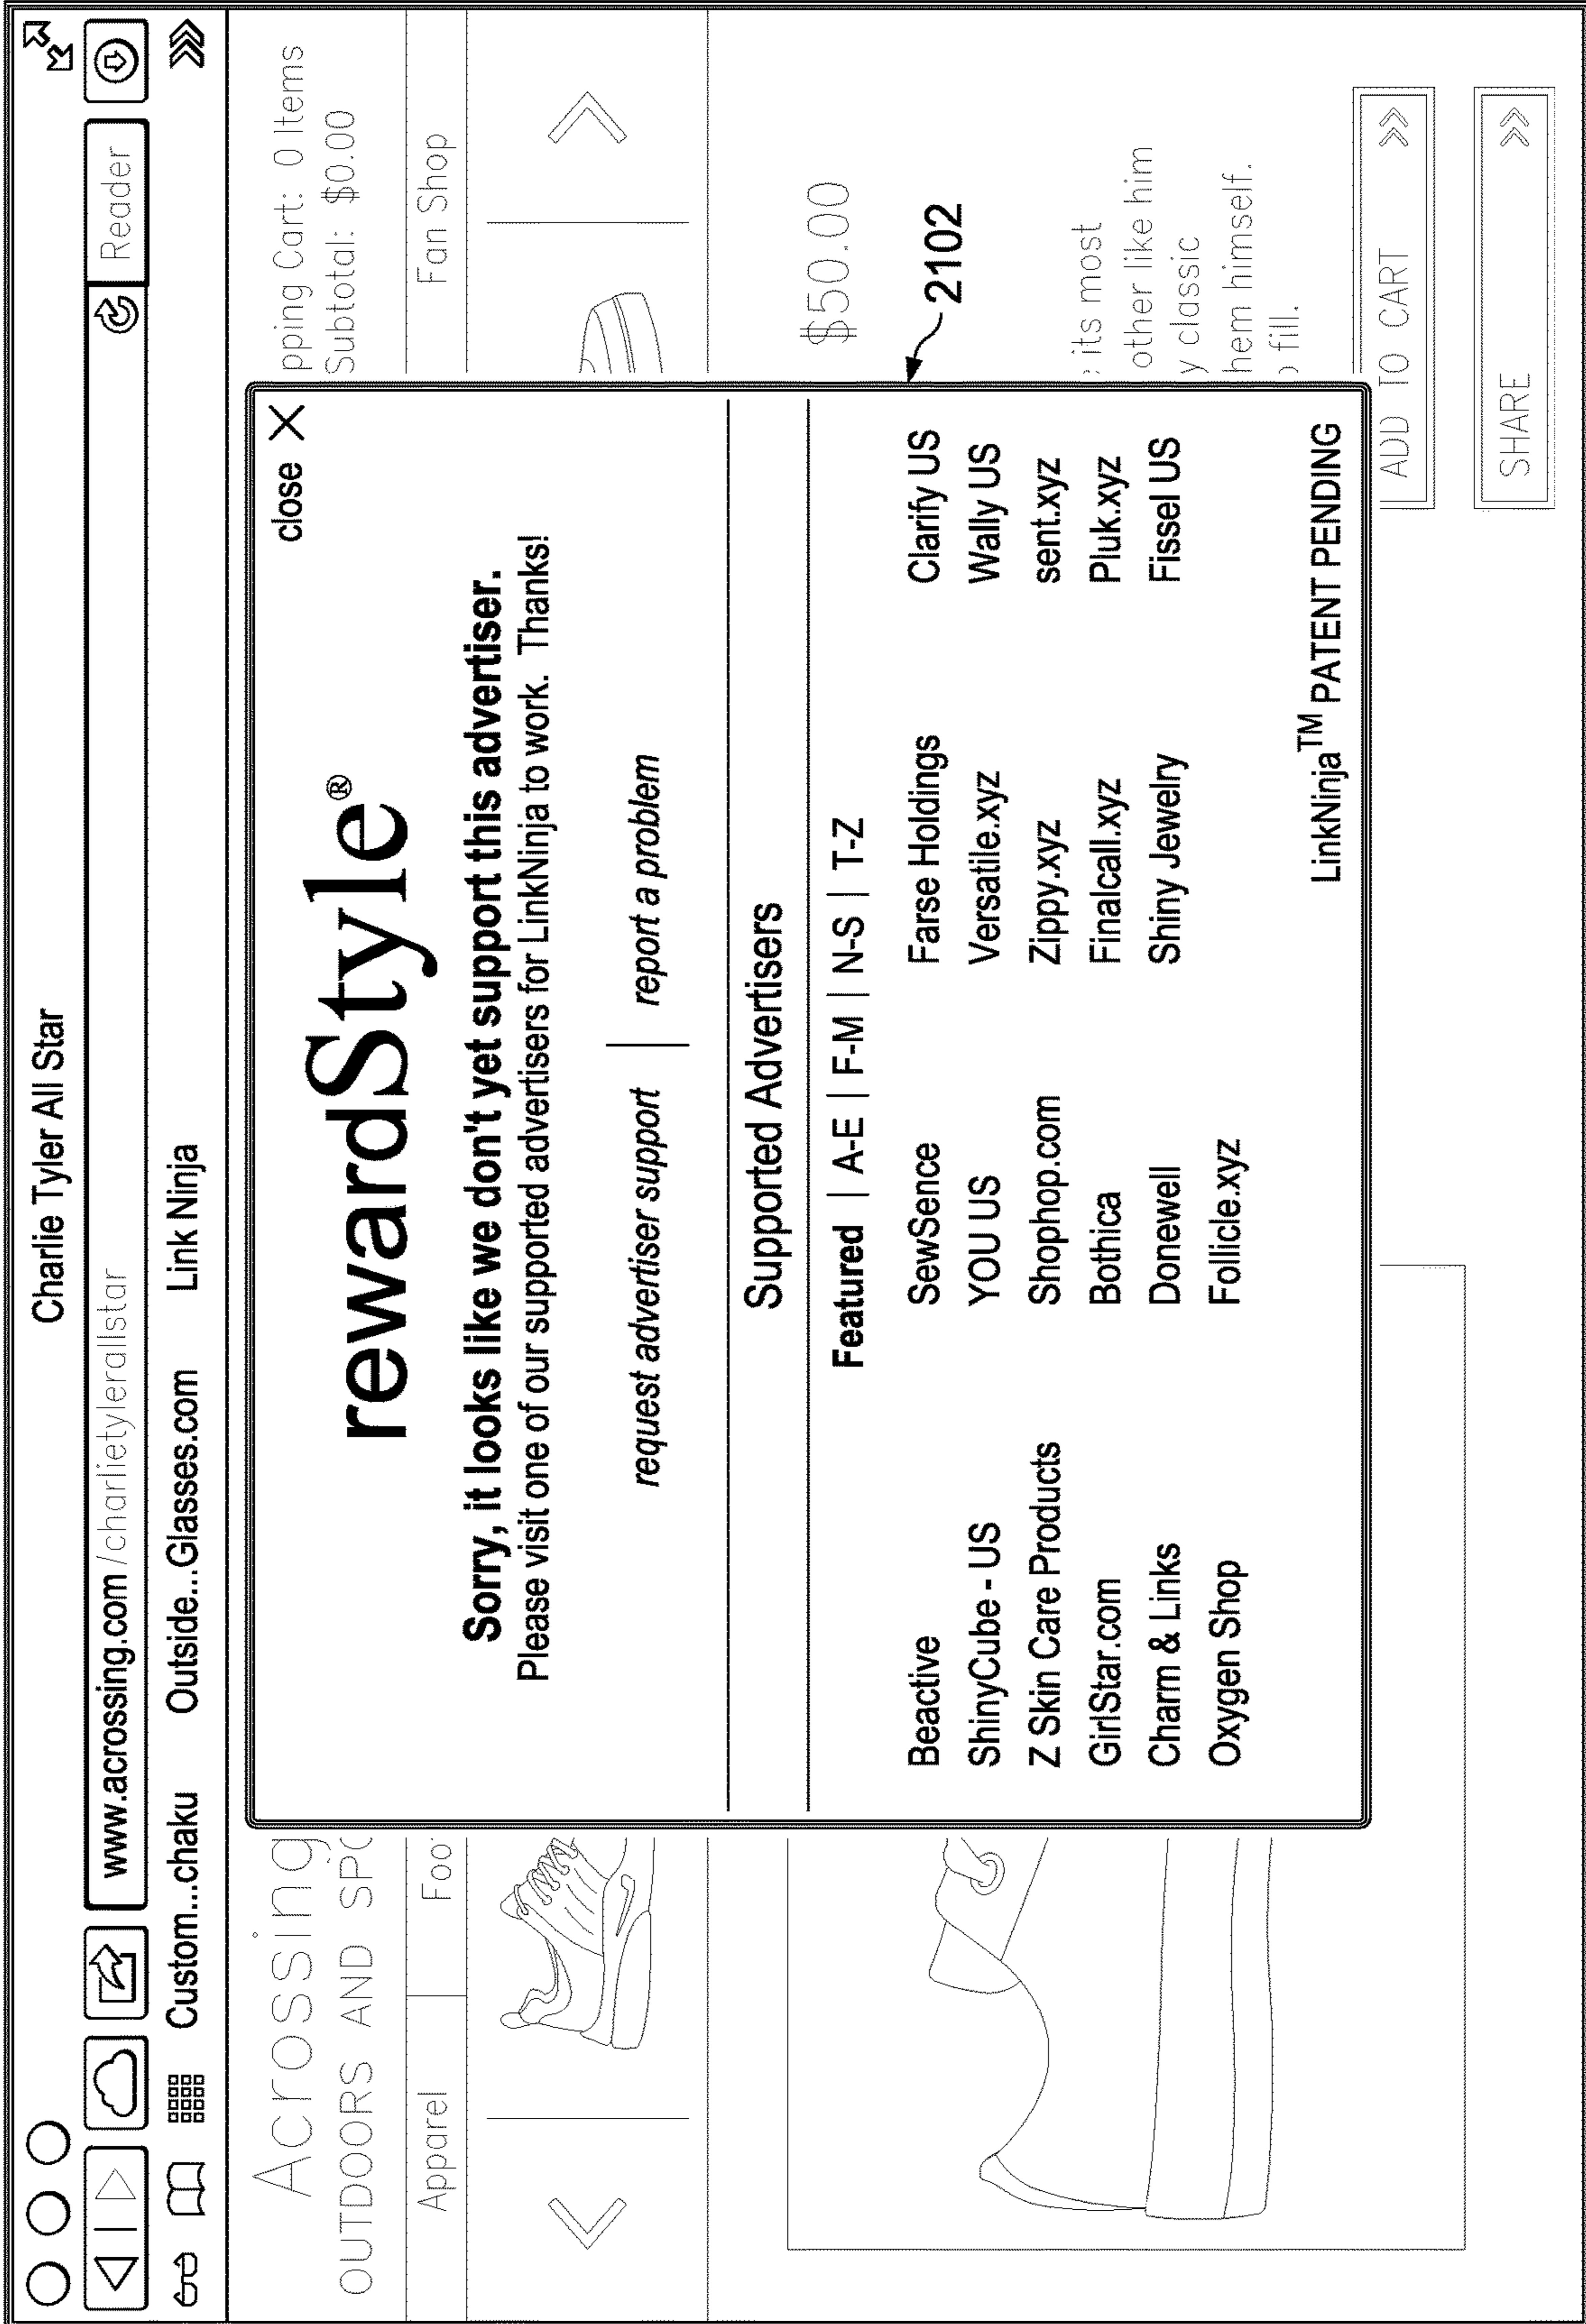 Charlie Tyler All Star
www.acrossing.com /charlietylerallstar
Reader
Custom...chaku Outside...Glasses.com Link Ninja
Acrossing
OUTDOORS AND
pping Cart: 0 Items
Subtotal: $0.00
Apparel
Fan Shop
close X
rewardStyle®
Sorry, it looks like we don't yet support this advertiser.
Please visit one of our supported advertisers for LinkNinja to work. Thanks!
request advertiser support | report a problem
Supported Advertisers
Featured | A-E | F-M | N-S | T-Z
Beactive SewSence Farse Holdings Clarify US
ShinyCube - US YOU US Versatile.xyz Wally US
Z Skin Care Products Shophop.com Zippy.xyz sent.xyz
GirlStar.com Bothica Finalcall.xyz Pluk.xyz
Charm & Links Donewell Shiny Jewelry Fissel US
Oxygen Shop Follicle.xyz
LinkNinja™ PATENT PENDING
$50.00
2102
its most
other like him
y classic
hem himself.
fill.
ADD TO CART >>
SHARE >>